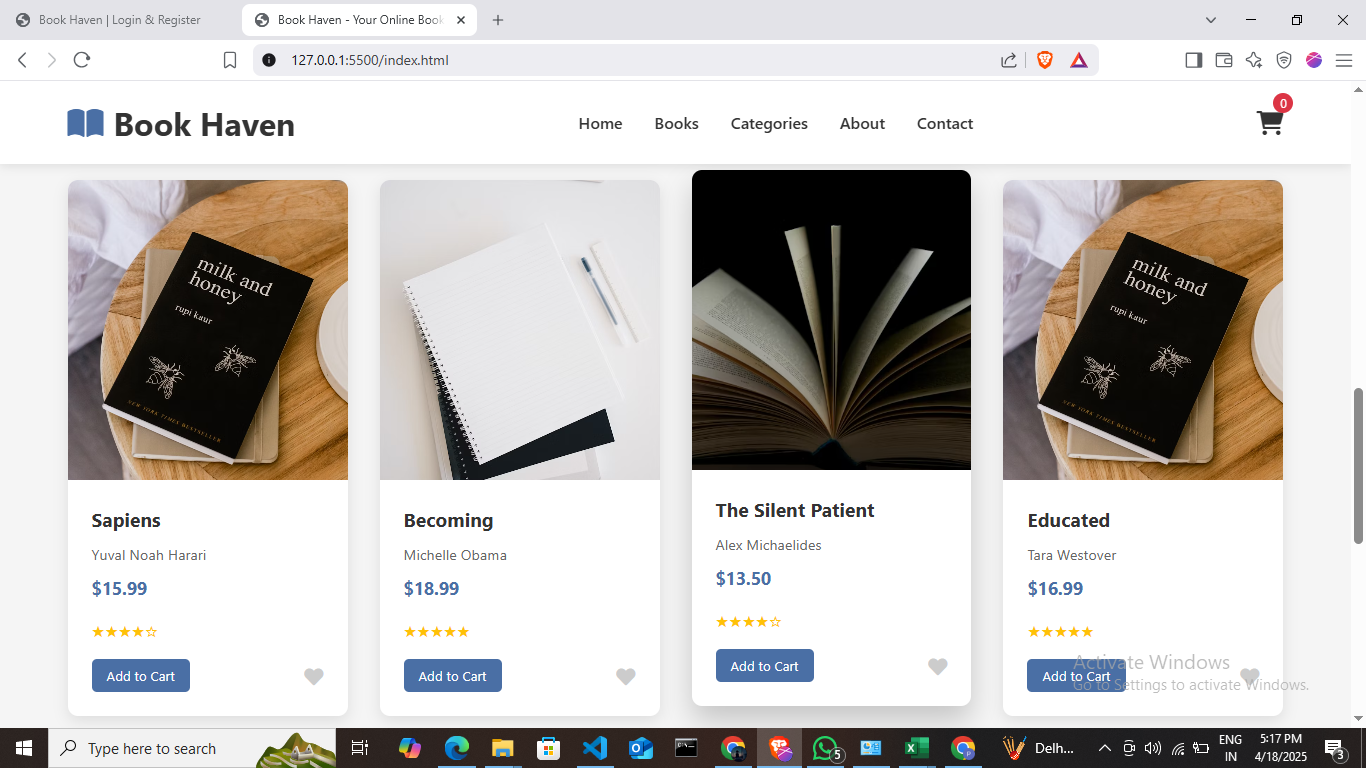 Book Haven | Login & Register
Book Haven - Your Online Book
127.0.0.1:5500/index.html
Book Haven
Home
Books
Categories
About
Contact
0
milk and
honey
rupi kaur
NEW YORK TIMES BESTSELLER
milk and
honey
rupi kaur
NEW YORK TIMES BESTSELLER
Sapiens
Yuval Noah Harari
$15.99
★★★★☆
Add to Cart
Becoming
Michelle Obama
$18.99
★★★★★
Add to Cart
The Silent Patient
Alex Michaelides
$13.50
★★★★☆
Add to Cart
Educated
Tara Westover
$16.99
★★★★★
Add to Cart
Activate Windows
Go to Settings to activate Windows.
Type here to search
5
Delh...
ENG
IN
5:17 PM
4/18/2025
3